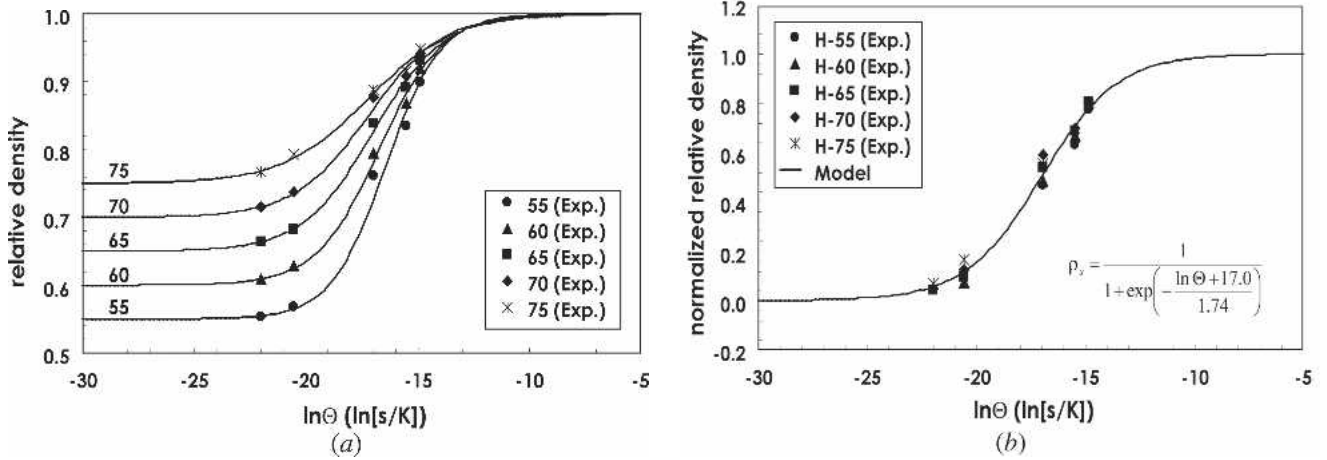 1.0
0.9
0.8
0.7
0.6
0.5
relative density
75
70
65
60
55
55 (Exp.)
60 (Exp.)
65 (Exp.)
70 (Exp.)
75 (Exp.)
-30 -25 -20 -15 -10 -5
lnΘ (ln[s/K])
(a)
1.2
1.0
0.8
0.6
0.4
0.2
0.0
-0.2
normalized relative density
H-55 (Exp.)
H-60 (Exp.)
H-65 (Exp.)
H-70 (Exp.)
H-75 (Exp.)
Model
ρₓ = 1 / (1+exp(−(ln Θ+17.0)/1.74))
-30 -25 -20 -15 -10 -5
lnΘ (ln[s/K])
(b)